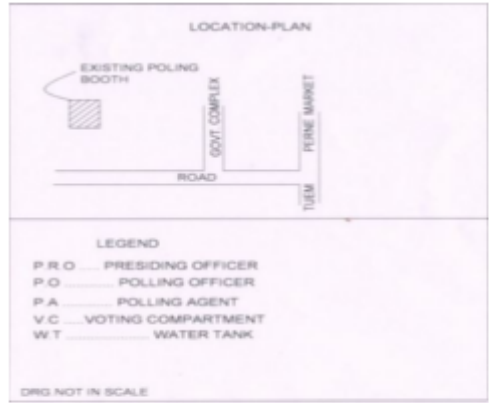 LOCATION-PLAN
EXISTING POLING
BOOTH
GOVT COMPLEX
PERNE MARKET
ROAD
TUEM
LEGEND
P.R.O ..... PRESIDING OFFICER
P.O ............ POLLING OFFICER
P.A ............ POLLING AGENT
V.C .....VOTING COMPARTMENT
W.T ................... WATER TANK
DRG.NOT IN SCALE